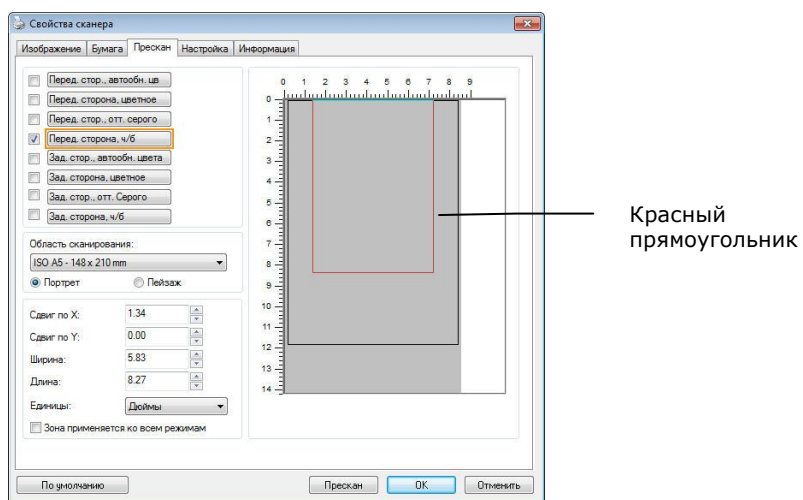 Свойства сканера
Изображение Бумага Прескан Настройка Информация
Перед. стор., автообн. цв
Перед. сторона, цветное
Перед. стор., отт. серого
Перед. сторона, ч/б
Зад. стор., автообн. цвета
Зад. сторона, цветное
Зад. стор., отт. Серого
Зад. сторона, ч/б
Область сканирования:
ISO A5 - 148 x 210 mm
Портрет Пейзаж
Сдвиг по X: 1.34
Сдвиг по Y: 0.00
Ширина: 5.83
Длина: 8.27
Единицы: Дюймы
Зона применяется ко всем режимам
0 1 2 3 4 5 6 7 8 9
0
1
2
3
4
5
6
7
8
9
10
11
12
13
14
Красный
прямоугольник
По умолчанию Прескан OK Отменить